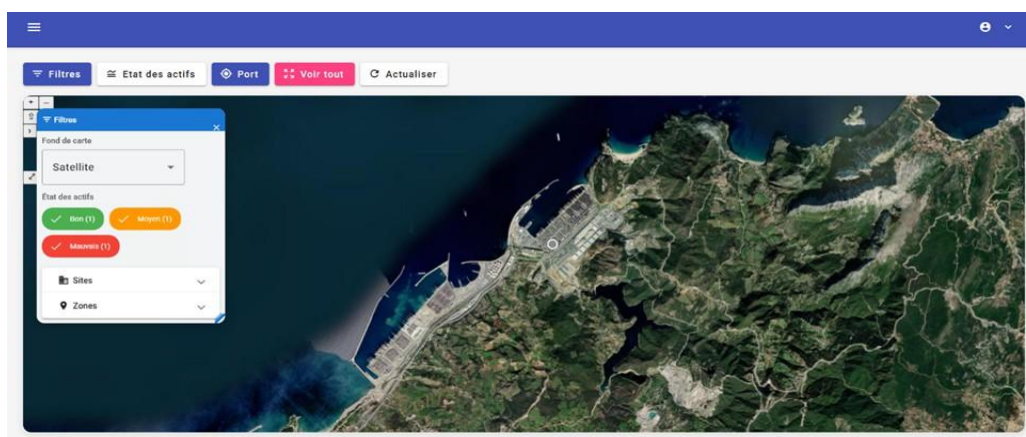 Filtres
Etat des actifs
Port
Voir tout
Actualiser
Filtres
Fond de carte
Satellite
État des actifs
Bon (1)
Moyen (1)
Mauvais (1)
Sites
Zones